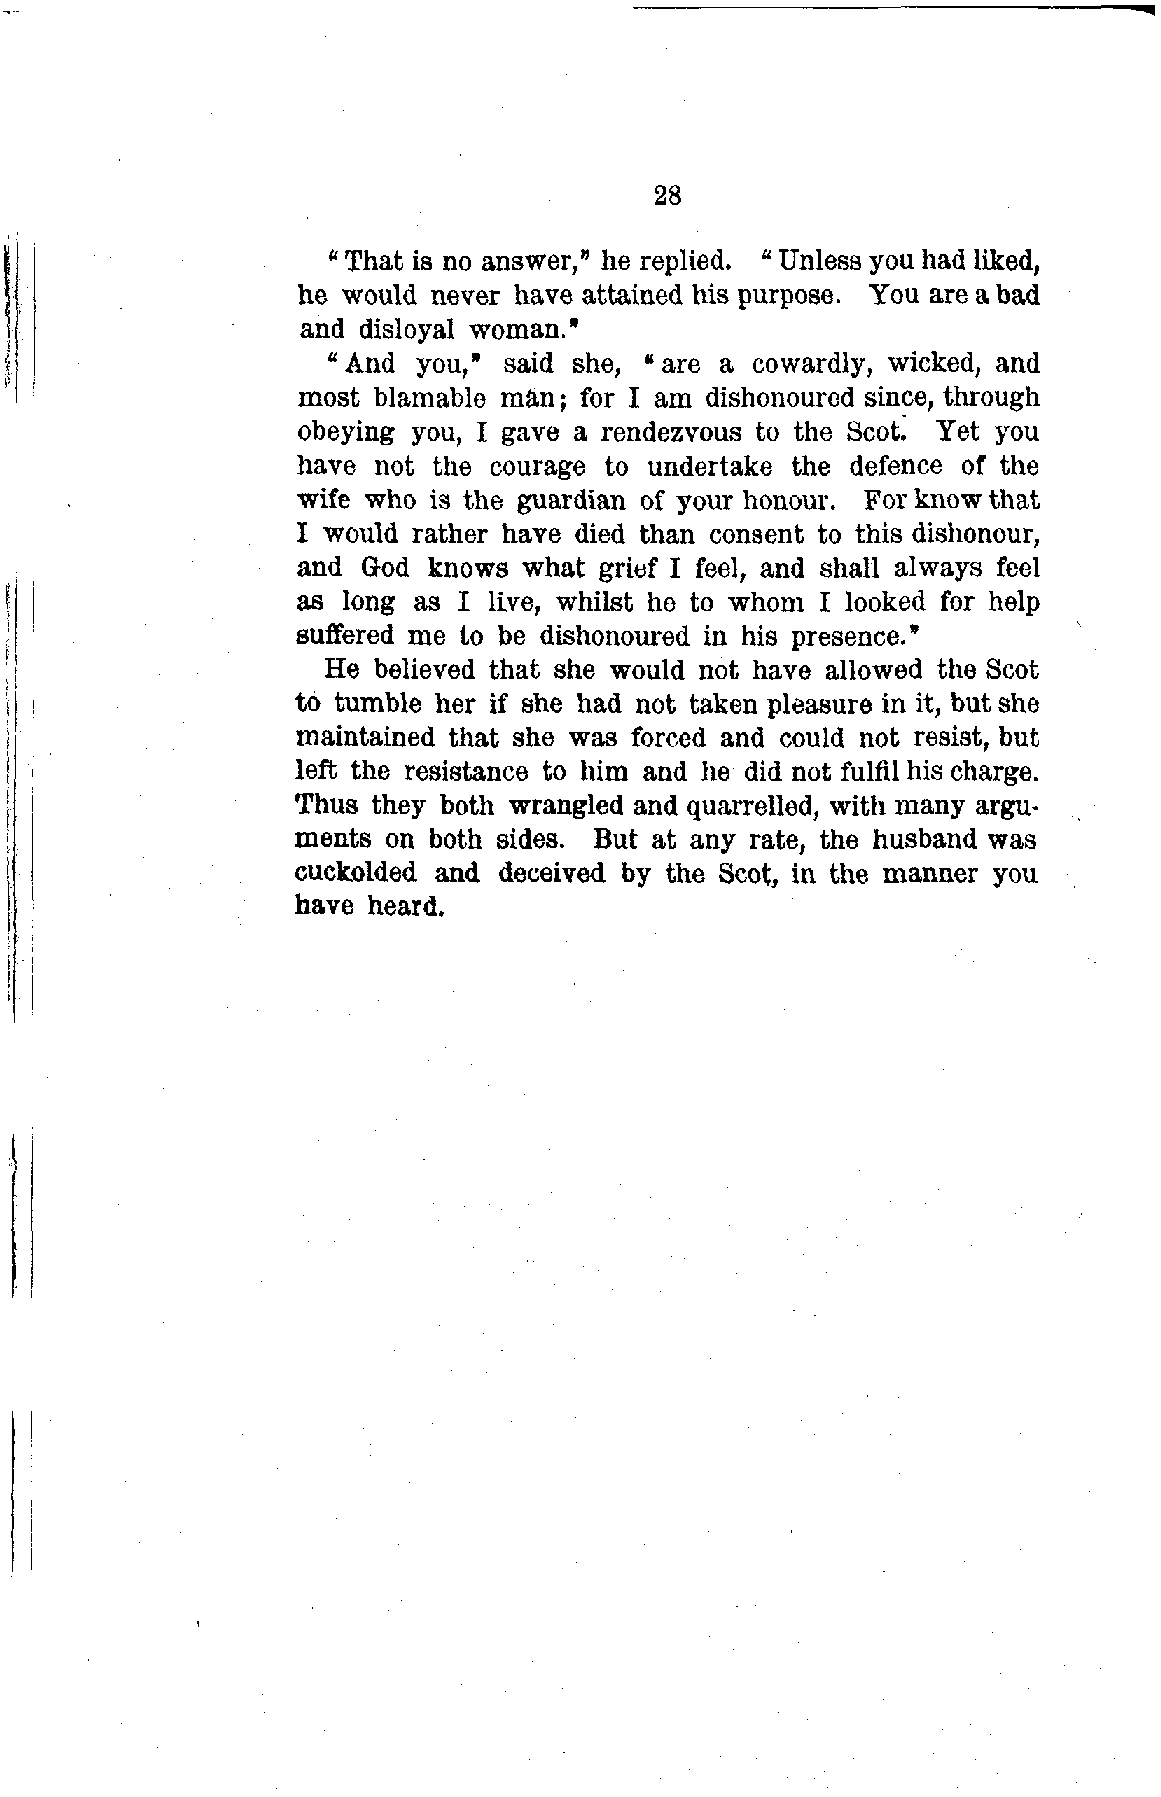 28
"That is no answer," he replied. "Unless you had liked,
he would never have attained his purpose. You are a bad
and disloyal woman."
"And you," said she, "are a cowardly, wicked, and
most blamable man; for I am dishonoured since, through
obeying you, I gave a rendezvous to the Scot. Yet you
have not the courage to undertake the defence of the
wife who is the guardian of your honour. For know that
I would rather have died than consent to this dishonour,
and God knows what grief I feel, and shall always feel
as long as I live, whilst he to whom I looked for help
suffered me to be dishonoured in his presence."
He believed that she would not have allowed the Scot
to tumble her if she had not taken pleasure in it, but she
maintained that she was forced and could not resist, but
left the resistance to him and he did not fulfil his charge.
Thus they both wrangled and quarrelled, with many argu-
ments on both sides. But at any rate, the husband was
cuckolded and deceived by the Scot, in the manner you
have heard.